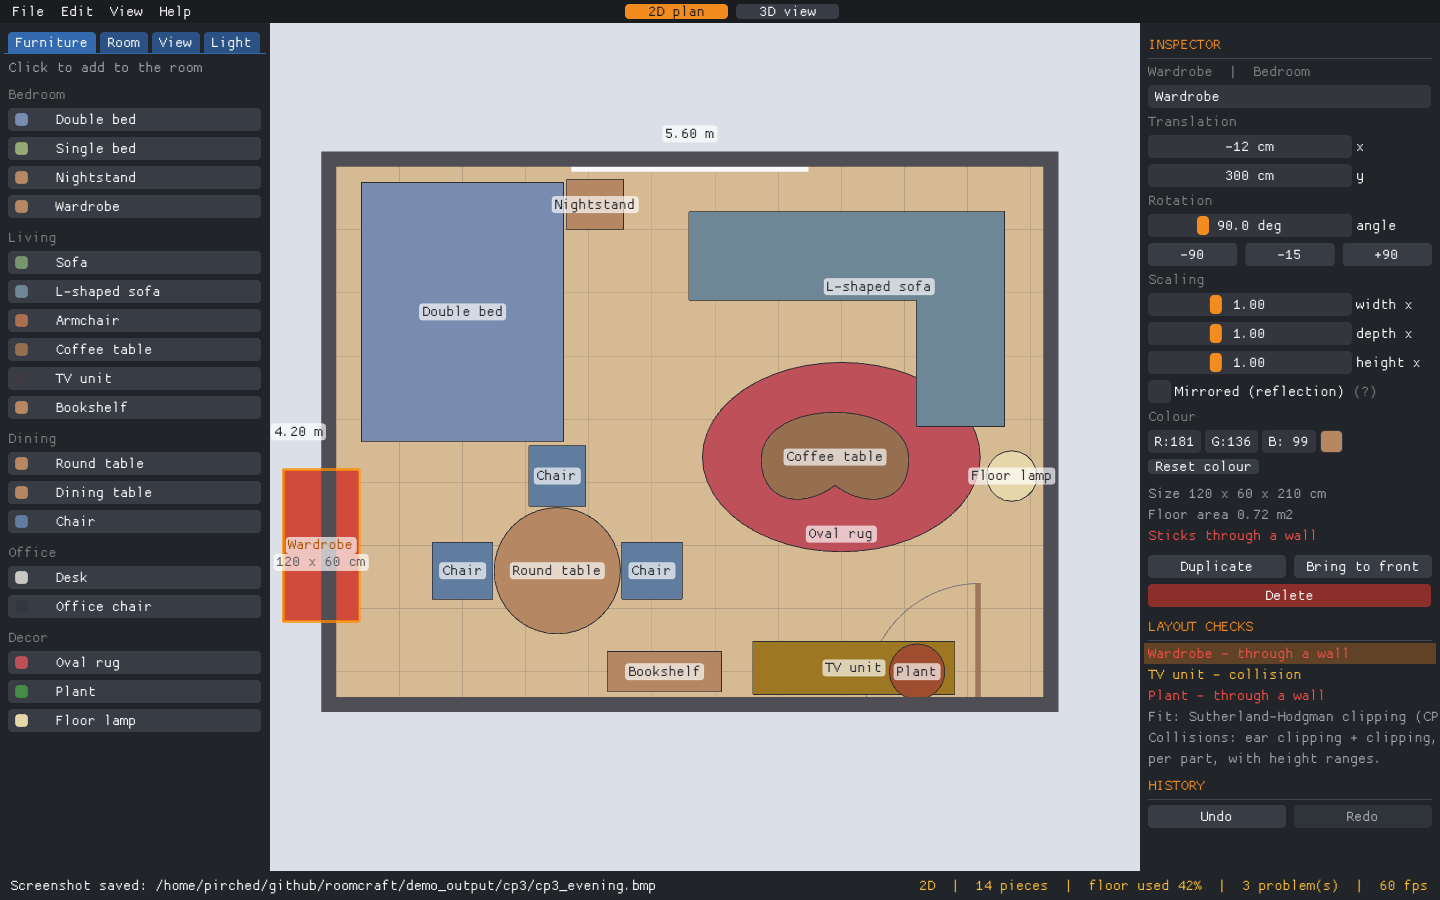 File Edit View Help 2D plan 3D view
Furniture Room View Light
Click to add to the room
Bedroom
Double bed
Single bed
Nightstand
Wardrobe
Living
Sofa
L-shaped sofa
Armchair
Coffee table
TV unit
Bookshelf
Dining
Round table
Dining table
Chair
Office
Desk
Office chair
Decor
Oval rug
Plant
Floor lamp
5.60 m
Nightstand
L-shaped sofa
Double bed
4.20 m
Coffee table
Chair
Floor lamp
Oval rug
Wardrobe
120 x 60 cm
Chair
Round table
Chair
Bookshelf
TV unit
Plant
INSPECTOR
Wardrobe | Bedroom
Wardrobe
Translation
-12 cm x
300 cm y
Rotation
90.0 deg angle
-90 -15 +90
Scaling
1.00 width x
1.00 depth x
1.00 height x
Mirrored (reflection) (?)
Colour
R:181 G:136 B: 99
Reset colour
Size 120 x 60 x 210 cm
Floor area 0.72 m2
Sticks through a wall
Duplicate Bring to front
Delete
LAYOUT CHECKS
Wardrobe - through a wall
TV unit - collision
Plant - through a wall
Fit: Sutherland-Hodgman clipping (CP
Collisions: ear clipping + clipping,
per part, with height ranges.
HISTORY
Undo Redo
Screenshot saved: /home/pirched/github/roomcraft/demo_output/cp3/cp3_evening.bmp 2D | 14 pieces | floor used 42% | 3 problem(s) | 60 fps